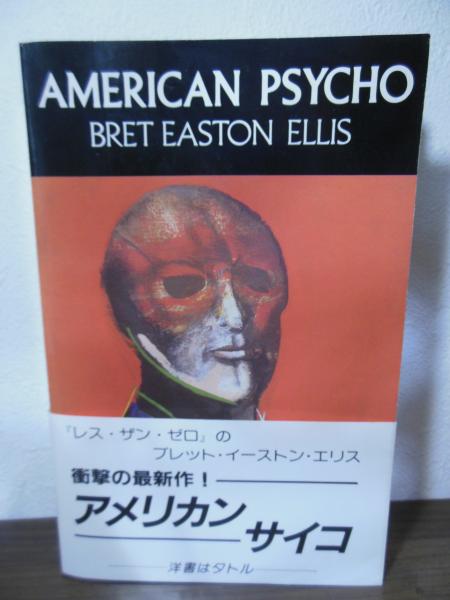 AMERICAN PSYCHO
BRET EASTON ELLIS
『レス・ザン・ゼロ』の
ブレット・イーストン・エリス
衝撃の最新作!
アメリカン
サイコ
洋書はタトル